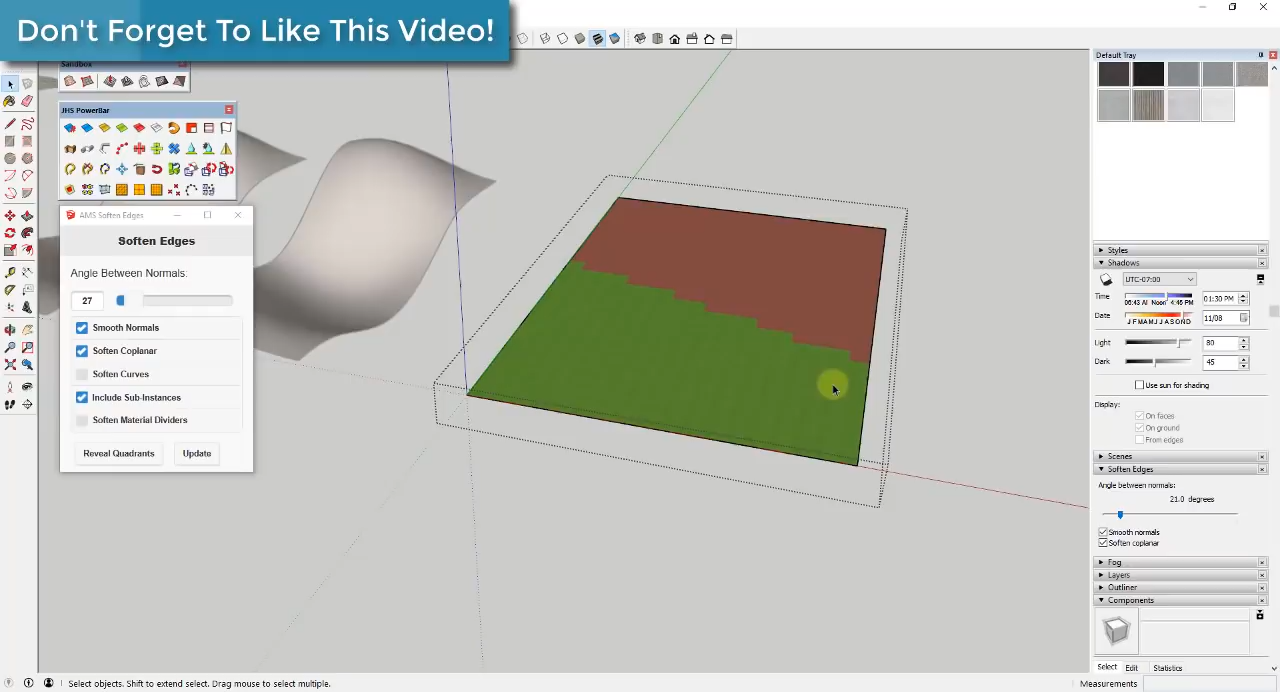 Don't Forget To Like This Video!
Sandbox
JHS PowerBar
AMS Soften Edges
Soften Edges
Angle Between Normals:
27
Smooth Normals
Soften Coplanar
Soften Curves
Include Sub-Instances
Soften Material Dividers
Reveal Quadrants
Update
Default Tray
Styles
Shadows
UTC-07:00
Time
06:43 AM Noon 4:46 PM
01:30 PM
Date
J F M A M J J A S O N D
11/08
Light
80
Dark
45
Use sun for shading
Display:
On faces
On ground
From edges
Scenes
Soften Edges
Angle between normals:
21.0 degrees
Smooth normals
Soften coplanar
Fog
Layers
Outliner
Components
Select Edit Statistics
Select objects. Shift to extend select. Drag mouse to select multiple.
Measurements